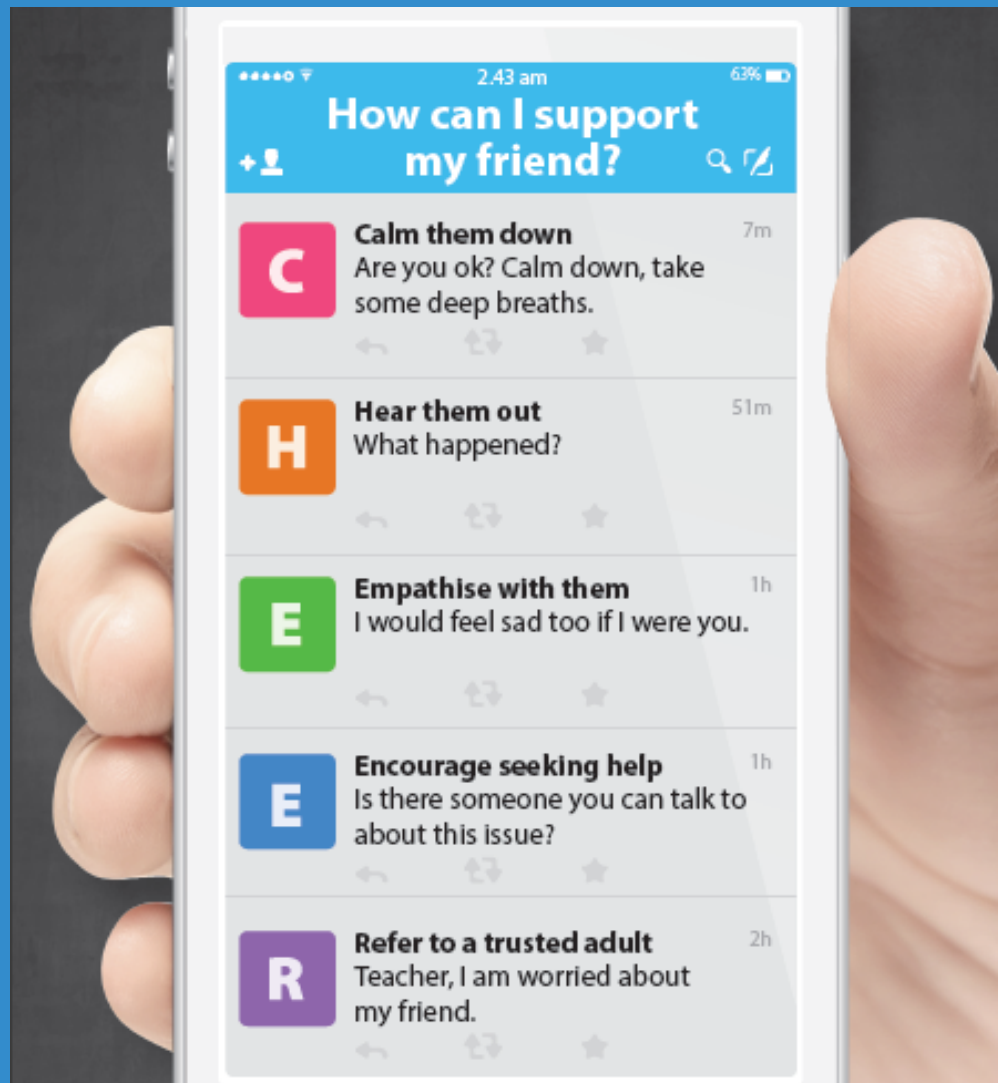 2.43 am
63%
How can I support
my friend?
C
Calm them down
7m
Are you ok? Calm down, take
some deep breaths.
H
Hear them out
51m
What happened?
E
Empathise with them
1h
I would feel sad too if I were you.
E
Encourage seeking help
1h
Is there someone you can talk to
about this issue?
R
Refer to a trusted adult
2h
Teacher, I am worried about
my friend.